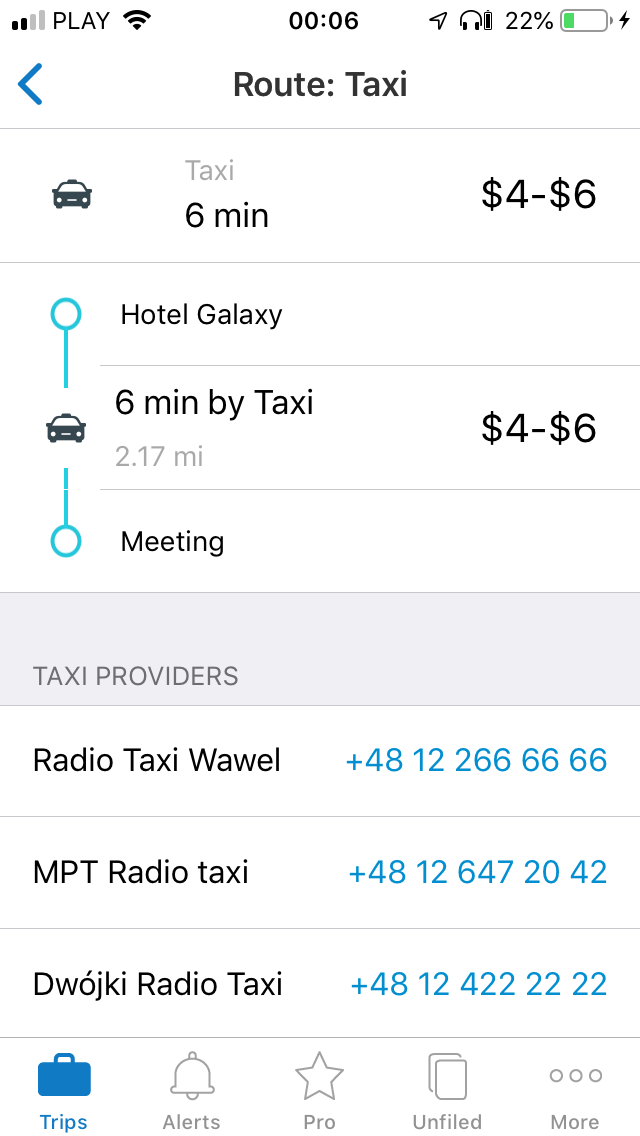 PLAY 00:06 22%
Route: Taxi
Taxi
6 min $4-$6
Hotel Galaxy
6 min by Taxi $4-$6
2.17 mi
Meeting
TAXI PROVIDERS
Radio Taxi Wawel +48 12 266 66 66
MPT Radio taxi +48 12 647 20 42
Dwójki Radio Taxi +48 12 422 22 22
Trips Alerts Pro Unfiled More